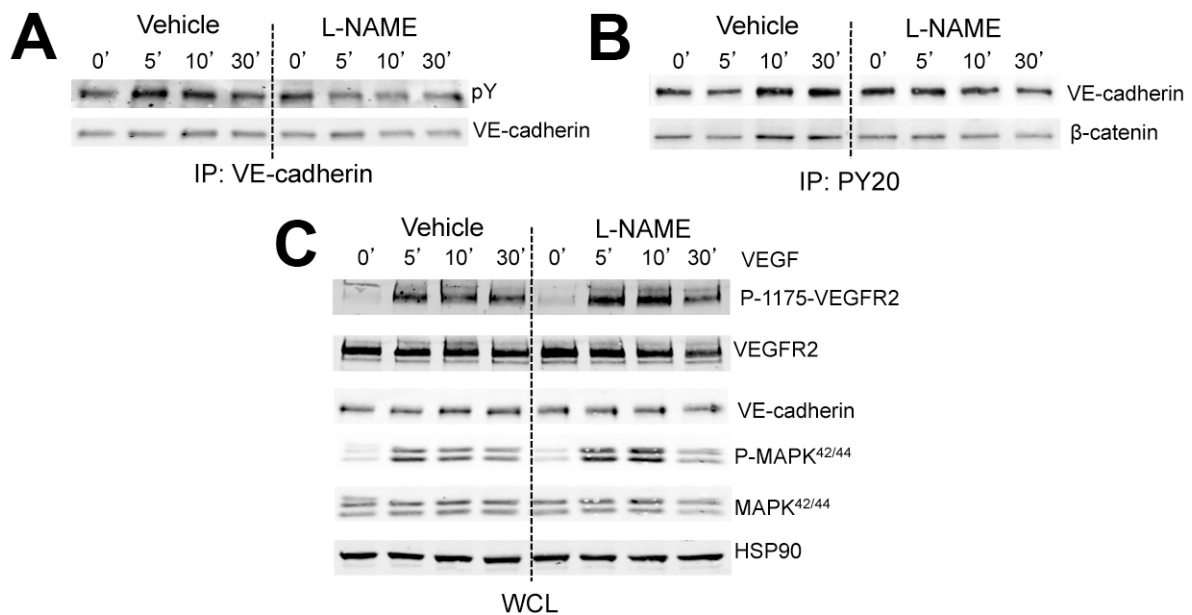 A
Vehicle L-NAME
0' 5' 10' 30' 0' 5' 10' 30'
pY
VE-cadherin
IP: VE-cadherin
B
Vehicle L-NAME
0' 5' 10' 30' 0' 5' 10' 30'
VE-cadherin
β-catenin
IP: PY20
C
Vehicle L-NAME
0' 5' 10' 30' 0' 5' 10' 30' VEGF
P-1175-VEGFR2
VEGFR2
VE-cadherin
P-MAPK⁴²/⁴⁴
MAPK⁴²/⁴⁴
HSP90
WCL